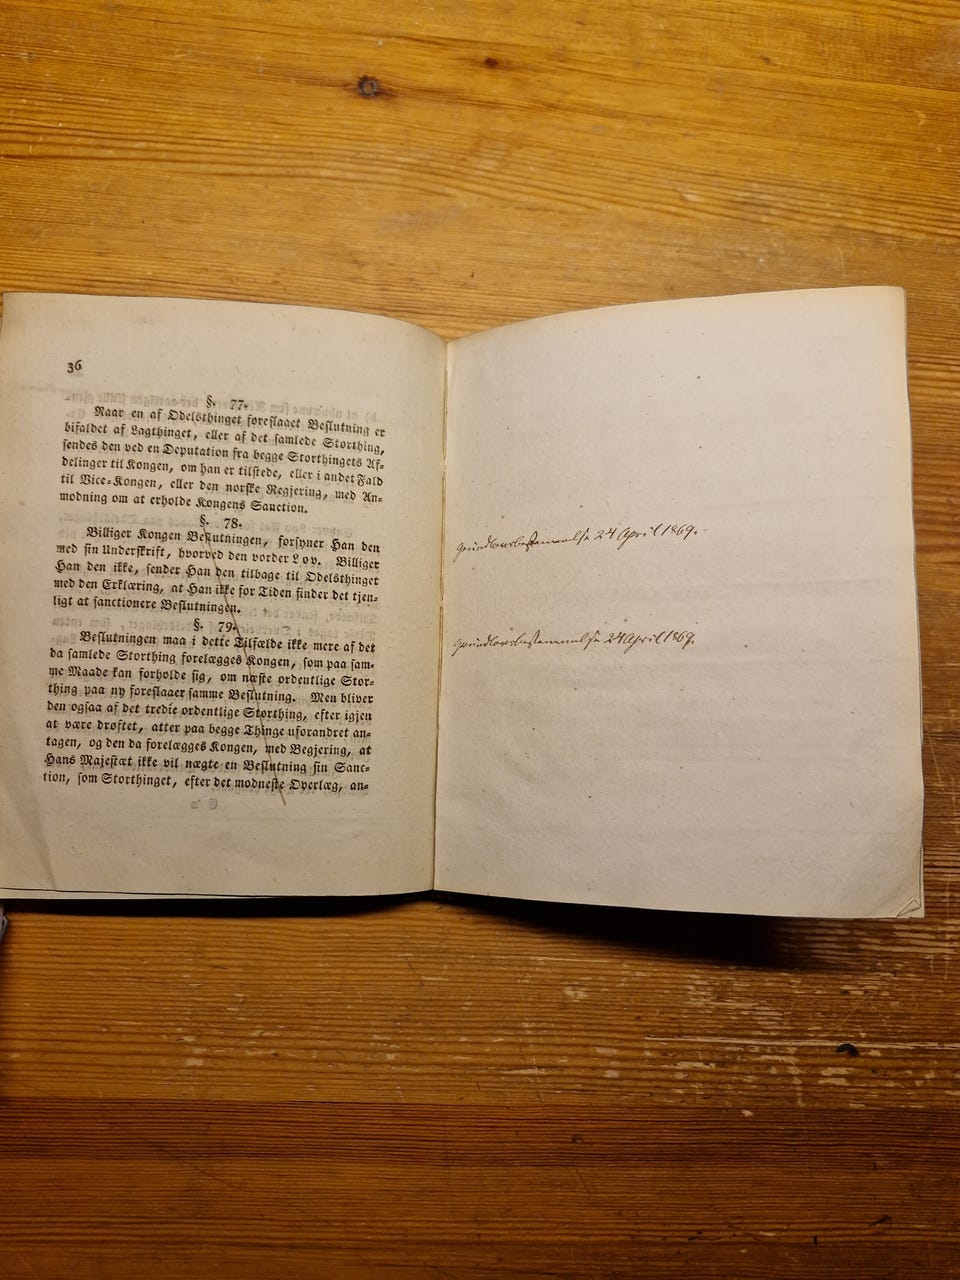 36
§. 77.
Naar en af Odelsthinget foreslaaet Beslutning er
bifaldet af Lagthinget, eller af det samlede Storthing,
sendes den ved en Deputation fra begge Storthingets Af-
delinger til Kongen, om han er tilstede, eller i andet Fald
til Vice-Kongen, eller den norske Regjering, med An-
modning om at erholde Kongens Sanction.
§. 78.
Billiger Kongen Beslutningen, forsyner Han den
med sin Underskrift, hvorved den vorder Lov. Billiger
Han den ikke, sender Han den tilbage til Odelsthinget
med den Erklæring, at Han ikke for Tiden finder det tjen-
ligt at sanctionere Beslutningen.
§. 79.
Beslutningen maa i dette Tilfælde ikke mere af det
da samlede Storthing forelægges Kongen, som paa sam-
me Maade kan forholde sig, om næste ordentlige Stor-
thing paa ny foreslaaer samme Beslutning. Men bliver
den ogsaa af det tredie ordentlige Storthing, efter igjen
at være drøftet, atter paa begge Thinge uforandret an-
tagen, og den da forelægges Kongen, med Begjering, at
Hans Majestæt ikke vil nægte en Beslutning sin Sanc-
tion, som Storthinget, efter det modneste Overlæg, an-
Grundlovsbestemmelse 24 April 1869.
Grundlovsbestemmelse 24 April 1869.